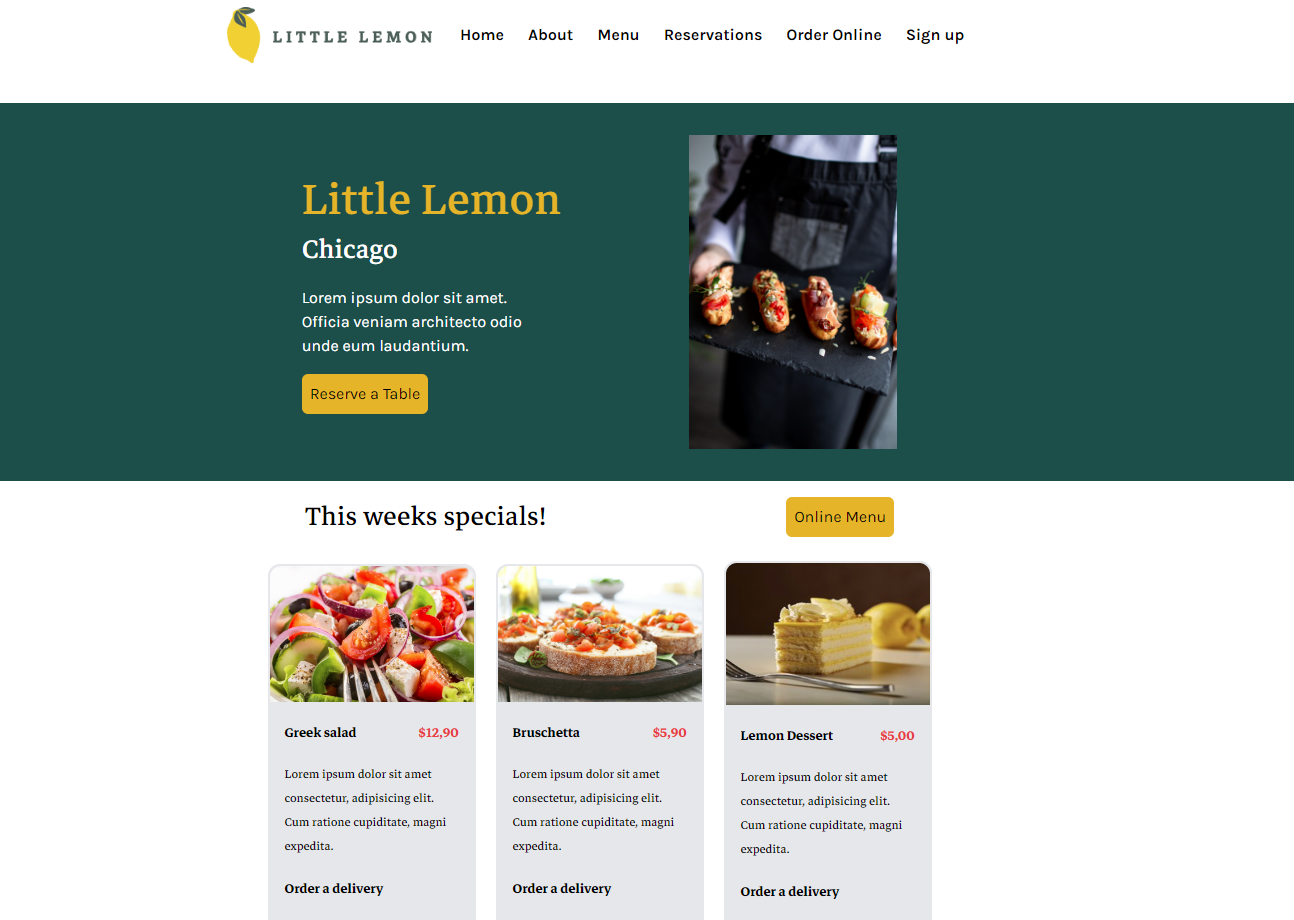 LITTLE LEMON
Home About Menu Reservations Order Online Sign up
Little Lemon
Chicago
Lorem ipsum dolor sit amet.
Officia veniam architecto odio
unde eum laudantium.
Reserve a Table
This weeks specials!
Online Menu
Greek salad $12,90
Lorem ipsum dolor sit amet
consectetur, adipisicing elit.
Cum ratione cupiditate, magni
expedita.
Order a delivery
Bruschetta $5,90
Lorem ipsum dolor sit amet
consectetur, adipisicing elit.
Cum ratione cupiditate, magni
expedita.
Order a delivery
Lemon Dessert $5,00
Lorem ipsum dolor sit amet
consectetur, adipisicing elit.
Cum ratione cupiditate, magni
expedita.
Order a delivery